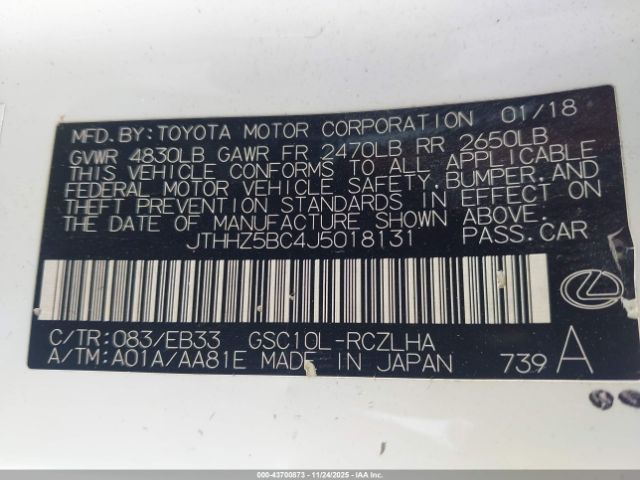 MFD.BY:TOYOTA MOTOR CORPORATION 01/18
GVWR 4830LB GAWR FR 2470LB RR 2650LB
THIS VEHICLE CONFORMS TO ALL APPLICABLE
FEDERAL MOTOR VEHICLE SAFETY,BUMPER,AND
THEFT PREVENTION STANDARDS IN EFFECT ON
THE DATE OF MANUFACTURE SHOWN ABOVE.
JTHHZ5BC4J5018131 PASS.CAR
C/TR:083/EB33 GSC10L-RCZLHA
A/TM:A01A/AA81E MADE IN JAPAN 739 A
000-43700873 - 11/24/2025 - IAA Inc.